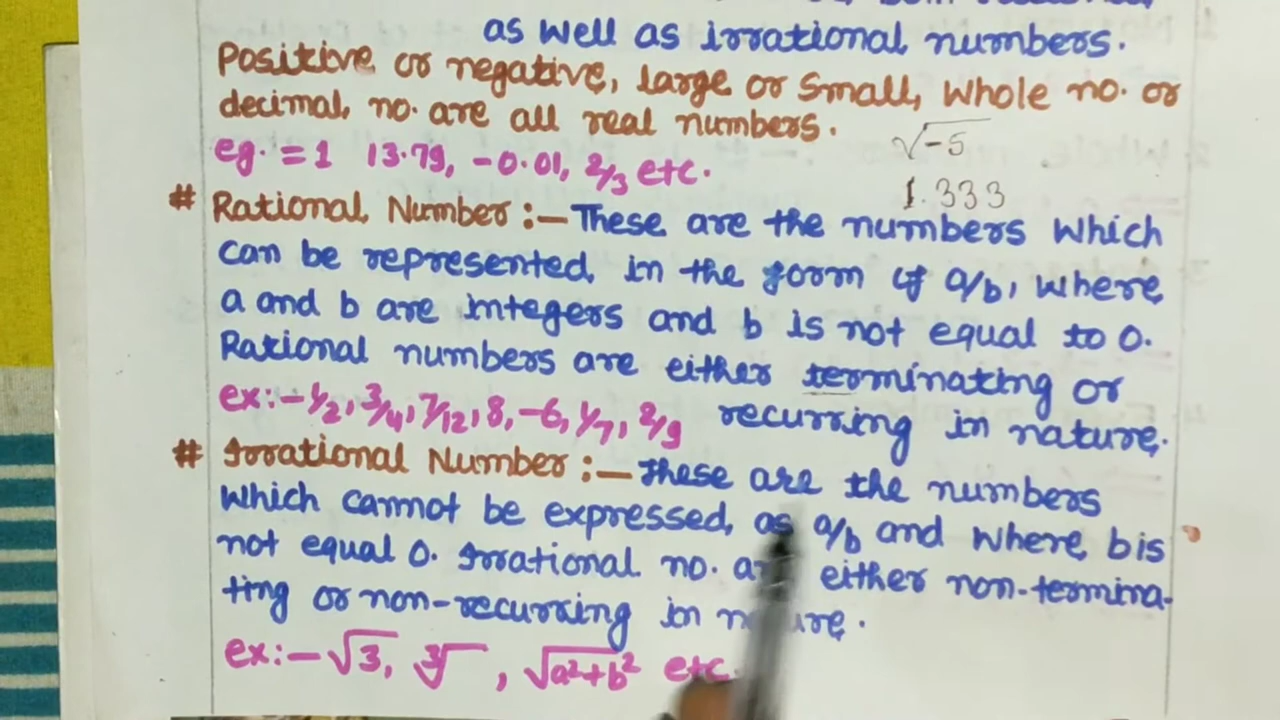 as well as irrational numbers.
Positive or negative, large or small, whole no. or
decimal no. are all real numbers.
√-5
eg. = 1 13.79, -0.01, 2/3 etc.
1.333
# Rational Number :— These are the numbers which
can be represented in the form of a/b, where
a and b are integers and b is not equal to 0.
Rational numbers are either terminating or
ex:- 1/2, 3/4, 7/12, 8, -6, 1/7, 2/9 recurring in nature.
# Irrational Number :— These are the numbers
which cannot be expressed as a/b and where b is
not equal 0. Irrational no. are either non-termina-
ting or non-recurring in nature.
ex:- √3, ∛ , √a²+b² etc.